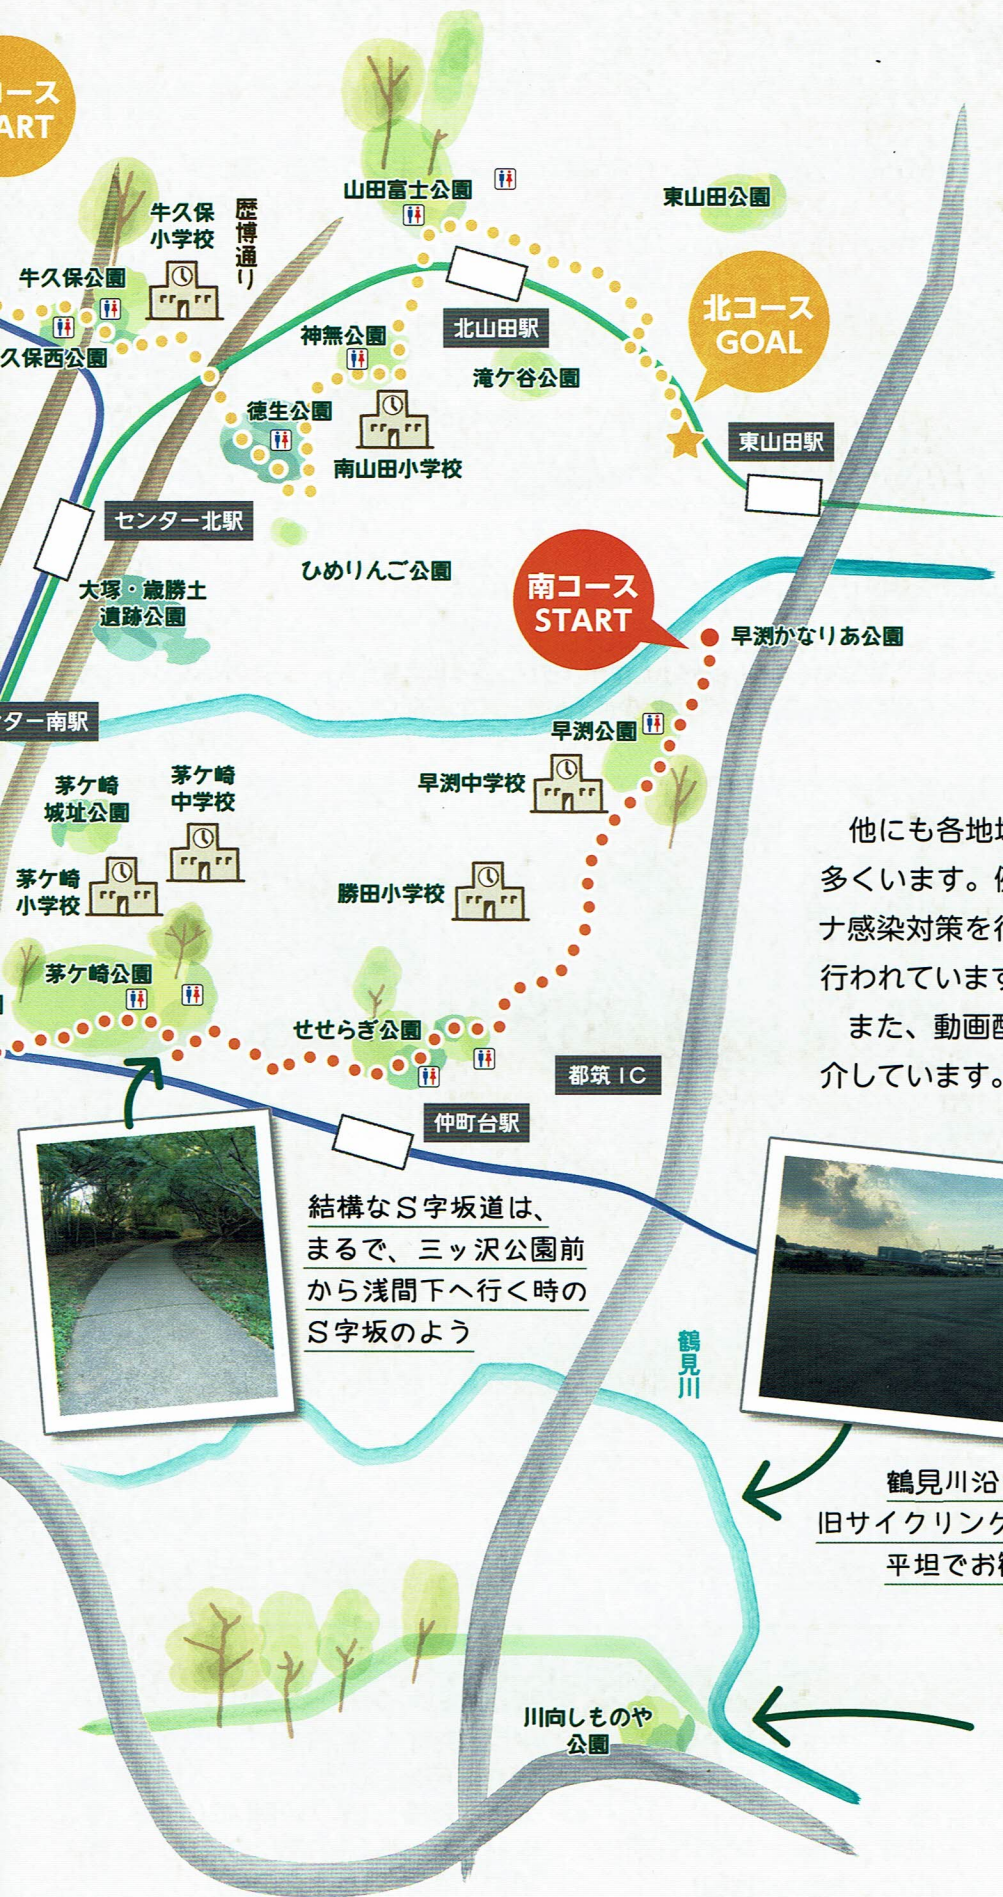 コース
ART
牛久保
小学校
歴博通り
牛久保公園
久保西公園
山田富士公園
東山田公園
北コース
GOAL
神無公園
北山田駅
滝ケ谷公園
徳生公園
南山田小学校
東山田駅
センター北駅
ひめりんご公園
大塚・歳勝土
遺跡公園
南コース
START
早渕かなりあ公園
ター南駅
早渕公園
早渕中学校
茅ケ崎
城址公園
茅ケ崎
中学校
茅ケ崎
小学校
勝田小学校
茅ケ崎公園
せせらぎ公園
都筑IC
仲町台駅
他にも各地
多くいます。
ナ感染対策を
行われています
また、動画
介しています。
結構なS字坂道は、
まるで、三ッ沢公園前
から浅間下へ行く時の
S字坂のよう
鶴見川
鶴見川沿
旧サイクリング
平坦でお
川向しものや
公園